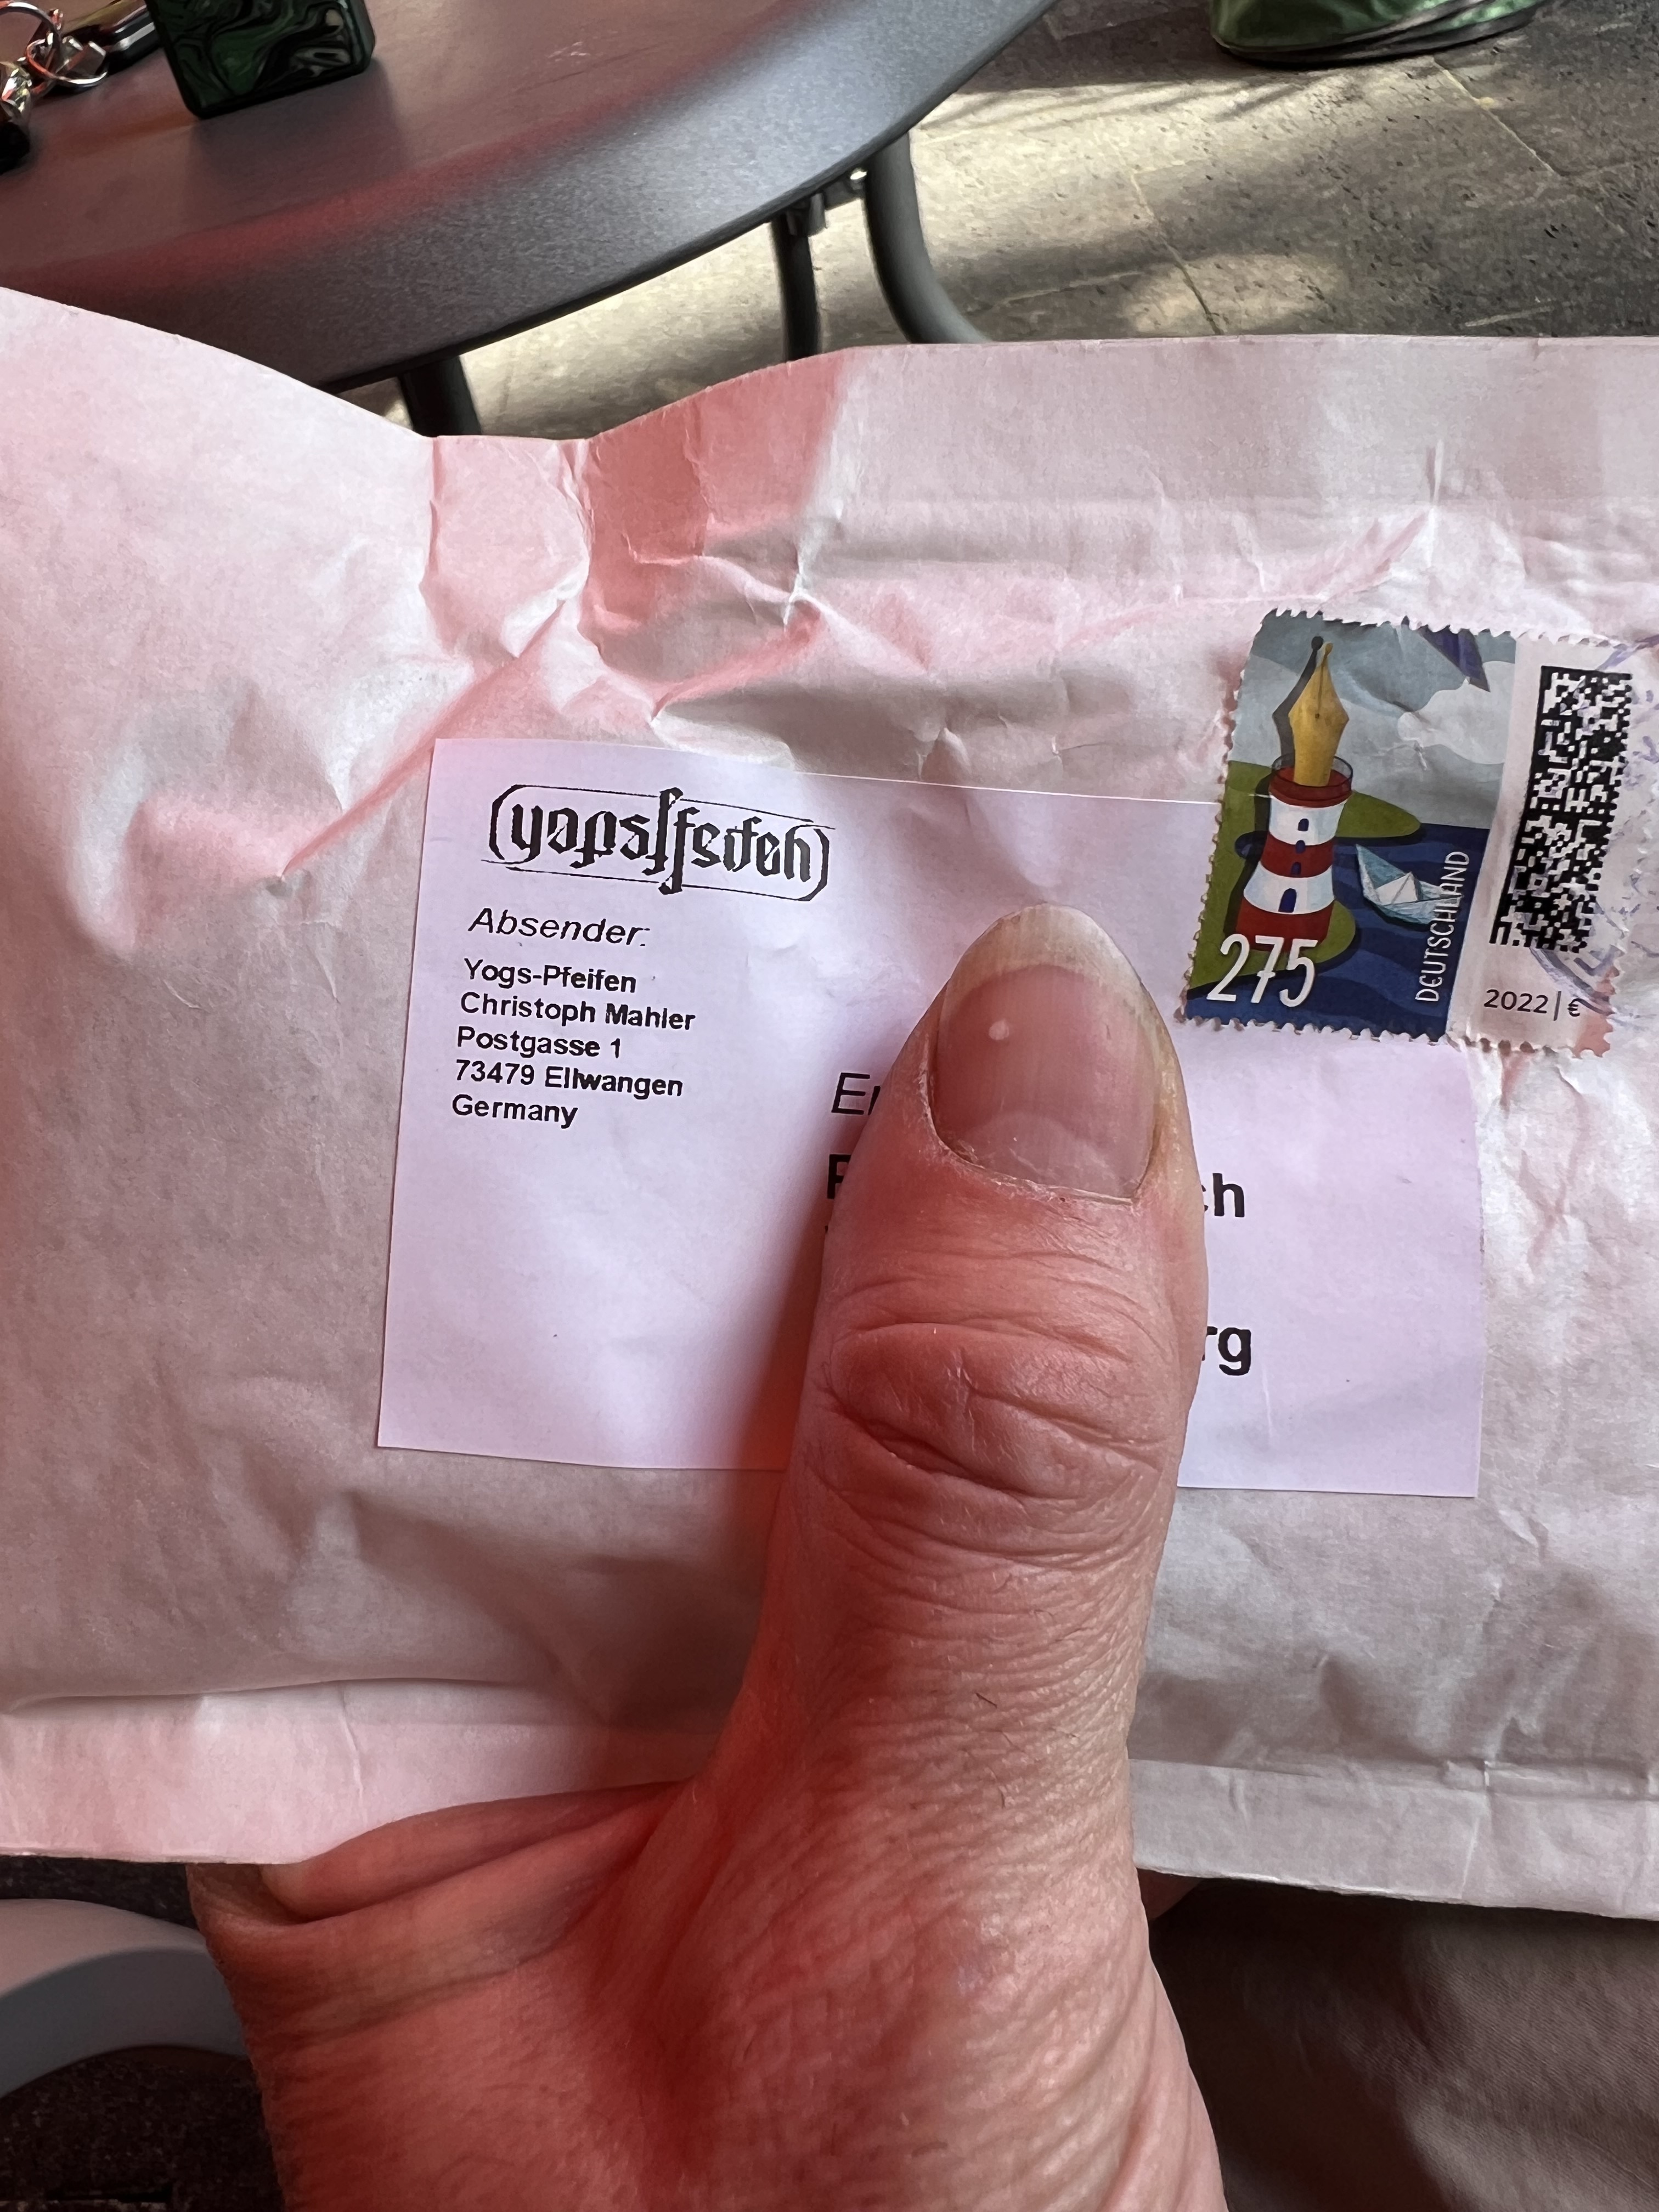 Absender:
Yogs-Pfeifen
Christoph Mahler
Postgasse 1
73479 Ellwangen
Germany
275
DEUTSCHLAND
2022 | €